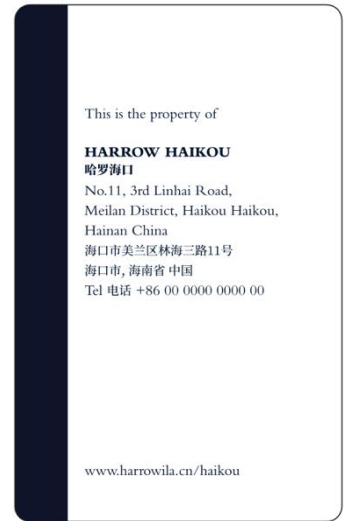 This is the property of
HARROW HAIKOU
哈罗海口
No.11, 3rd Linhai Road,
Meilan District, Haikou Haikou,
Hainan China
海口市美兰区林海三路11号
海口市, 海南省 中国
Tel 电话 +86 00 0000 0000 00
www.harrowila.cn/haikou